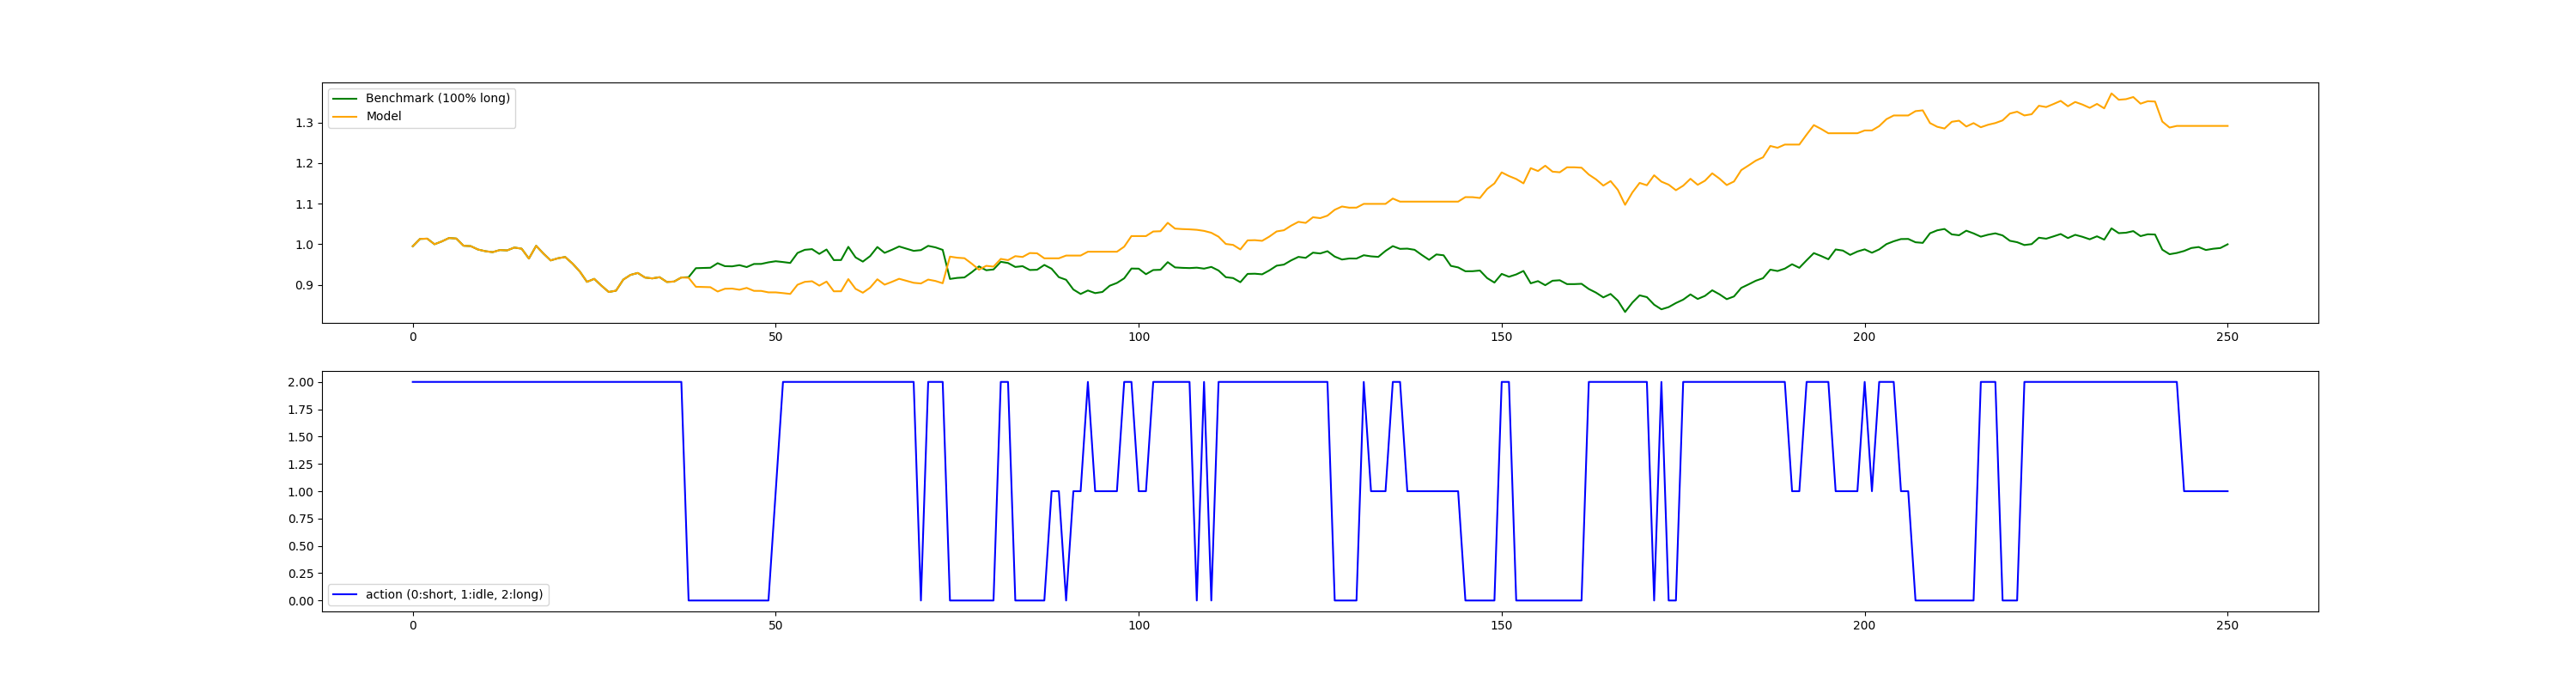 Benchmark (100% long)
Model
1.3
1.2
1.1
1.0
0.9
0 50 100 150 200 250
2.00
1.75
1.50
1.25
1.00
0.75
0.50
0.25
0.00
action (0:short, 1:idle, 2:long)
0 50 100 150 200 250